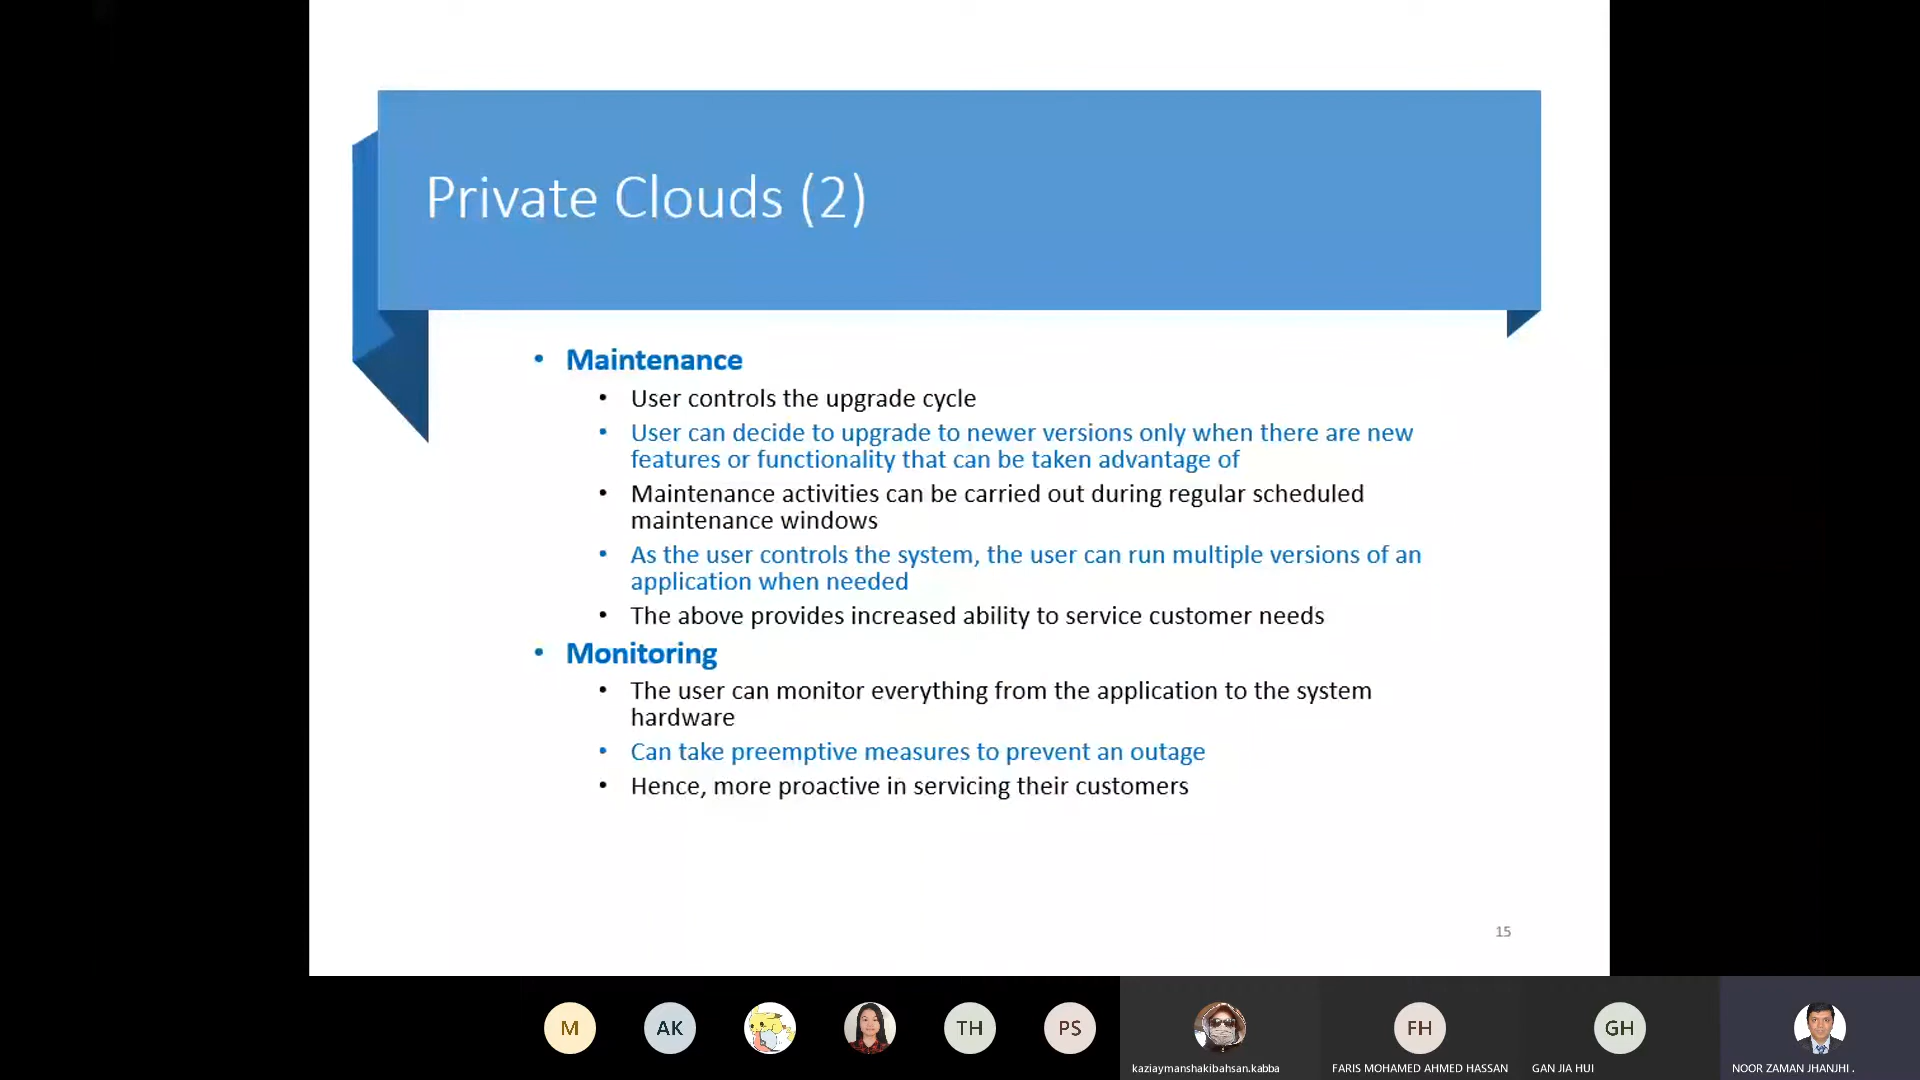 Private Clouds (2)
• Maintenance
• User controls the upgrade cycle
• User can decide to upgrade to newer versions only when there are new
features or functionality that can be taken advantage of
• Maintenance activities can be carried out during regular scheduled
maintenance windows
• As the user controls the system, the user can run multiple versions of an
application when needed
• The above provides increased ability to service customer needs
• Monitoring
• The user can monitor everything from the application to the system
hardware
• Can take preemptive measures to prevent an outage
• Hence, more proactive in servicing their customers
15
M AK TH PS FH GH
kaziaymanshakibahsan.kabba FARIS MOHAMED AHMED HASSAN GAN JIA HUI NOOR ZAMAN JHANJHI .